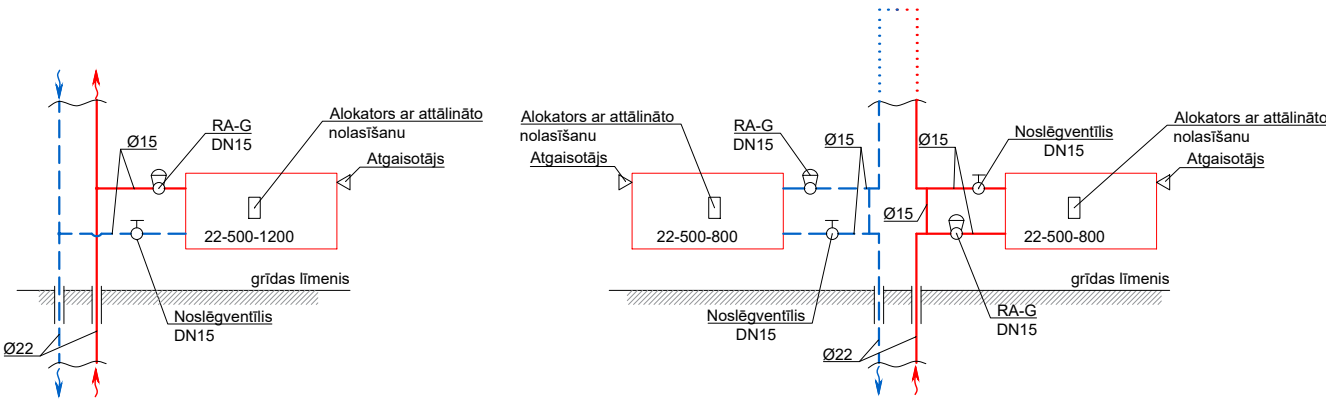 Alokators ar attālināto
nolasīšanu
RA-G
DN15
Ø15
Atgaisotājs
22-500-1200
grīdas līmenis
Noslēgventīlis
DN15
Ø22
Alokators ar attālināto
nolasīšanu
Atgaisotājs
RA-G
DN15
Ø15
Ø15
Noslēgventīlis
DN15
Alokators ar attālināto
nolasīšanu
Atgaisotājs
Ø15
22-500-800
22-500-800
grīdas līmenis
Noslēgventīlis
DN15
RA-G
DN15
Ø22